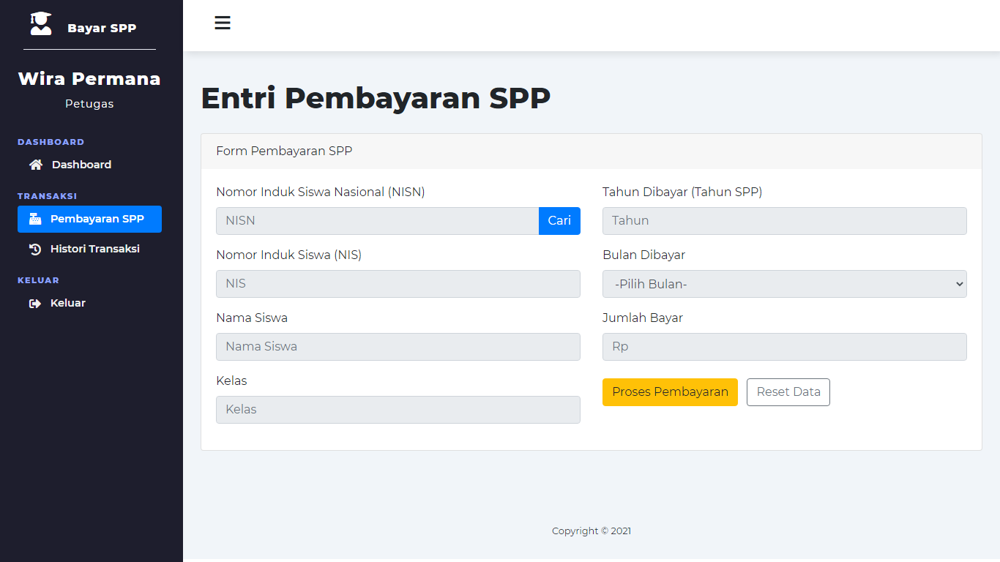 Bayar SPP
Wira Permana
Petugas
DASHBOARD
Dashboard
TRANSAKSI
Pembayaran SPP
Histori Transaksi
KELUAR
Keluar
Entri Pembayaran SPP
Form Pembayaran SPP
Nomor Induk Siswa Nasional (NISN)
NISN
Cari
Nomor Induk Siswa (NIS)
NIS
Nama Siswa
Nama Siswa
Kelas
Kelas
Tahun Dibayar (Tahun SPP)
Tahun
Bulan Dibayar
-Pilih Bulan-
Jumlah Bayar
Rp
Proses Pembayaran
Reset Data
Copyright © 2021